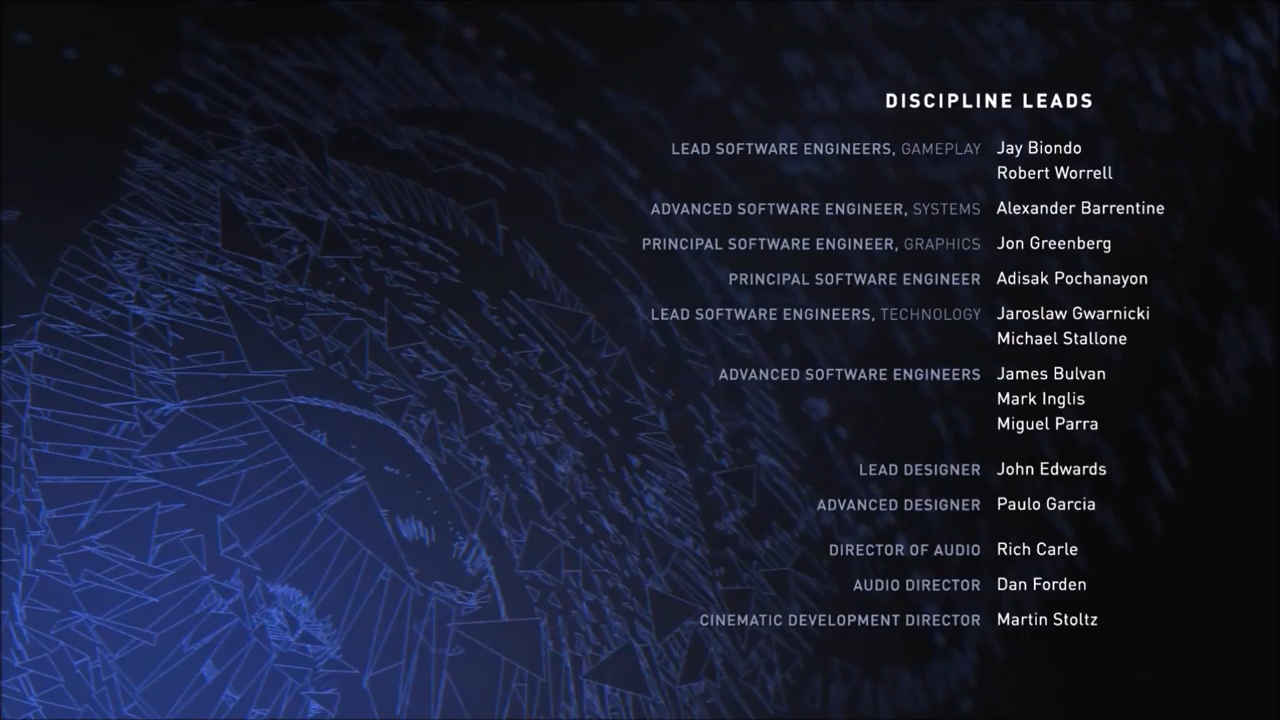 DISCIPLINE LEADS
LEAD SOFTWARE ENGINEERS, GAMEPLAY Jay Biondo
Robert Worrell
ADVANCED SOFTWARE ENGINEER, SYSTEMS Alexander Barrentine
PRINCIPAL SOFTWARE ENGINEER, GRAPHICS Jon Greenberg
PRINCIPAL SOFTWARE ENGINEER Adisak Pochanayon
LEAD SOFTWARE ENGINEERS, TECHNOLOGY Jaroslaw Gwarnicki
Michael Stallone
ADVANCED SOFTWARE ENGINEERS James Bulvan
Mark Inglis
Miguel Parra
LEAD DESIGNER John Edwards
ADVANCED DESIGNER Paulo Garcia
DIRECTOR OF AUDIO Rich Carle
AUDIO DIRECTOR Dan Forden
CINEMATIC DEVELOPMENT DIRECTOR Martin Stoltz